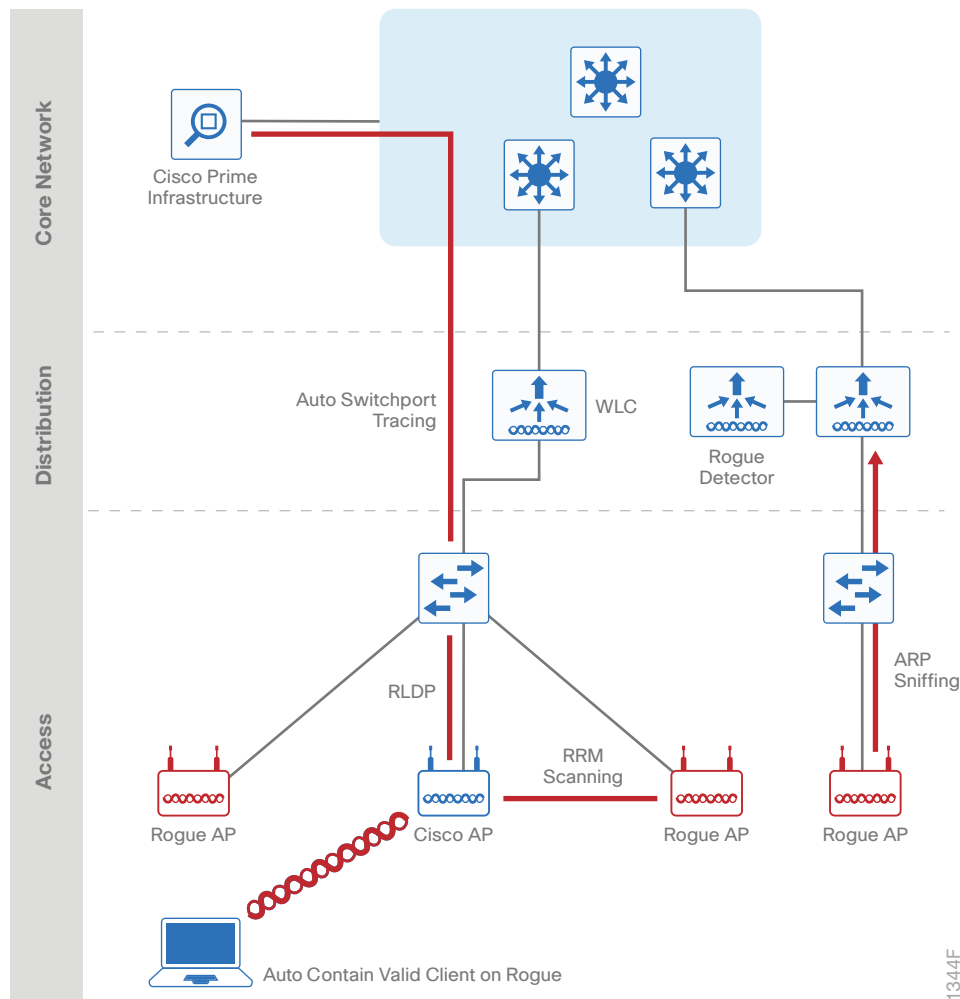 Core Network
Cisco Prime
Infrastructure
Distribution
Auto Switchport
Tracing
WLC
Rogue
Detector
Access
RLDP
ARP
Sniffing
RRM
Scanning
Rogue AP
Cisco AP
Rogue AP
Rogue AP
Auto Contain Valid Client on Rogue
1344F